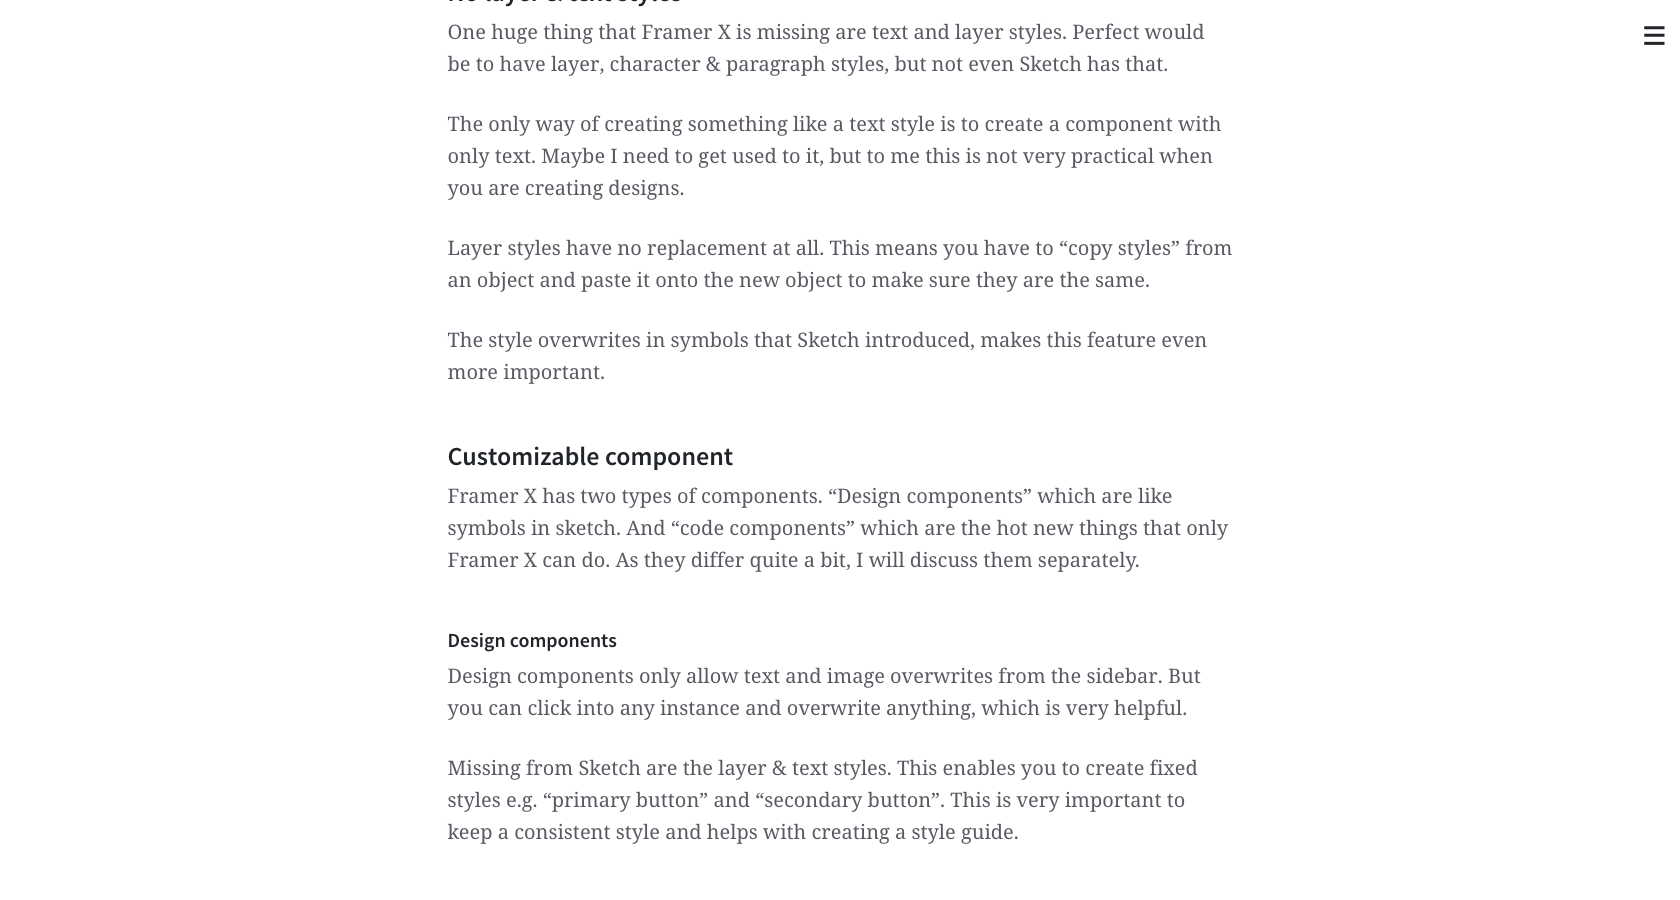 No layer & text styles
One huge thing that Framer X is missing are text and layer styles. Perfect would
be to have layer, character & paragraph styles, but not even Sketch has that.
The only way of creating something like a text style is to create a component with
only text. Maybe I need to get used to it, but to me this is not very practical when
you are creating designs.
Layer styles have no replacement at all. This means you have to “copy styles” from
an object and paste it onto the new object to make sure they are the same.
The style overwrites in symbols that Sketch introduced, makes this feature even
more important.
Customizable component
Framer X has two types of components. “Design components” which are like
symbols in sketch. And “code components” which are the hot new things that only
Framer X can do. As they differ quite a bit, I will discuss them separately.
Design components
Design components only allow text and image overwrites from the sidebar. But
you can click into any instance and overwrite anything, which is very helpful.
Missing from Sketch are the layer & text styles. This enables you to create fixed
styles e.g. “primary button” and “secondary button”. This is very important to
keep a consistent style and helps with creating a style guide.